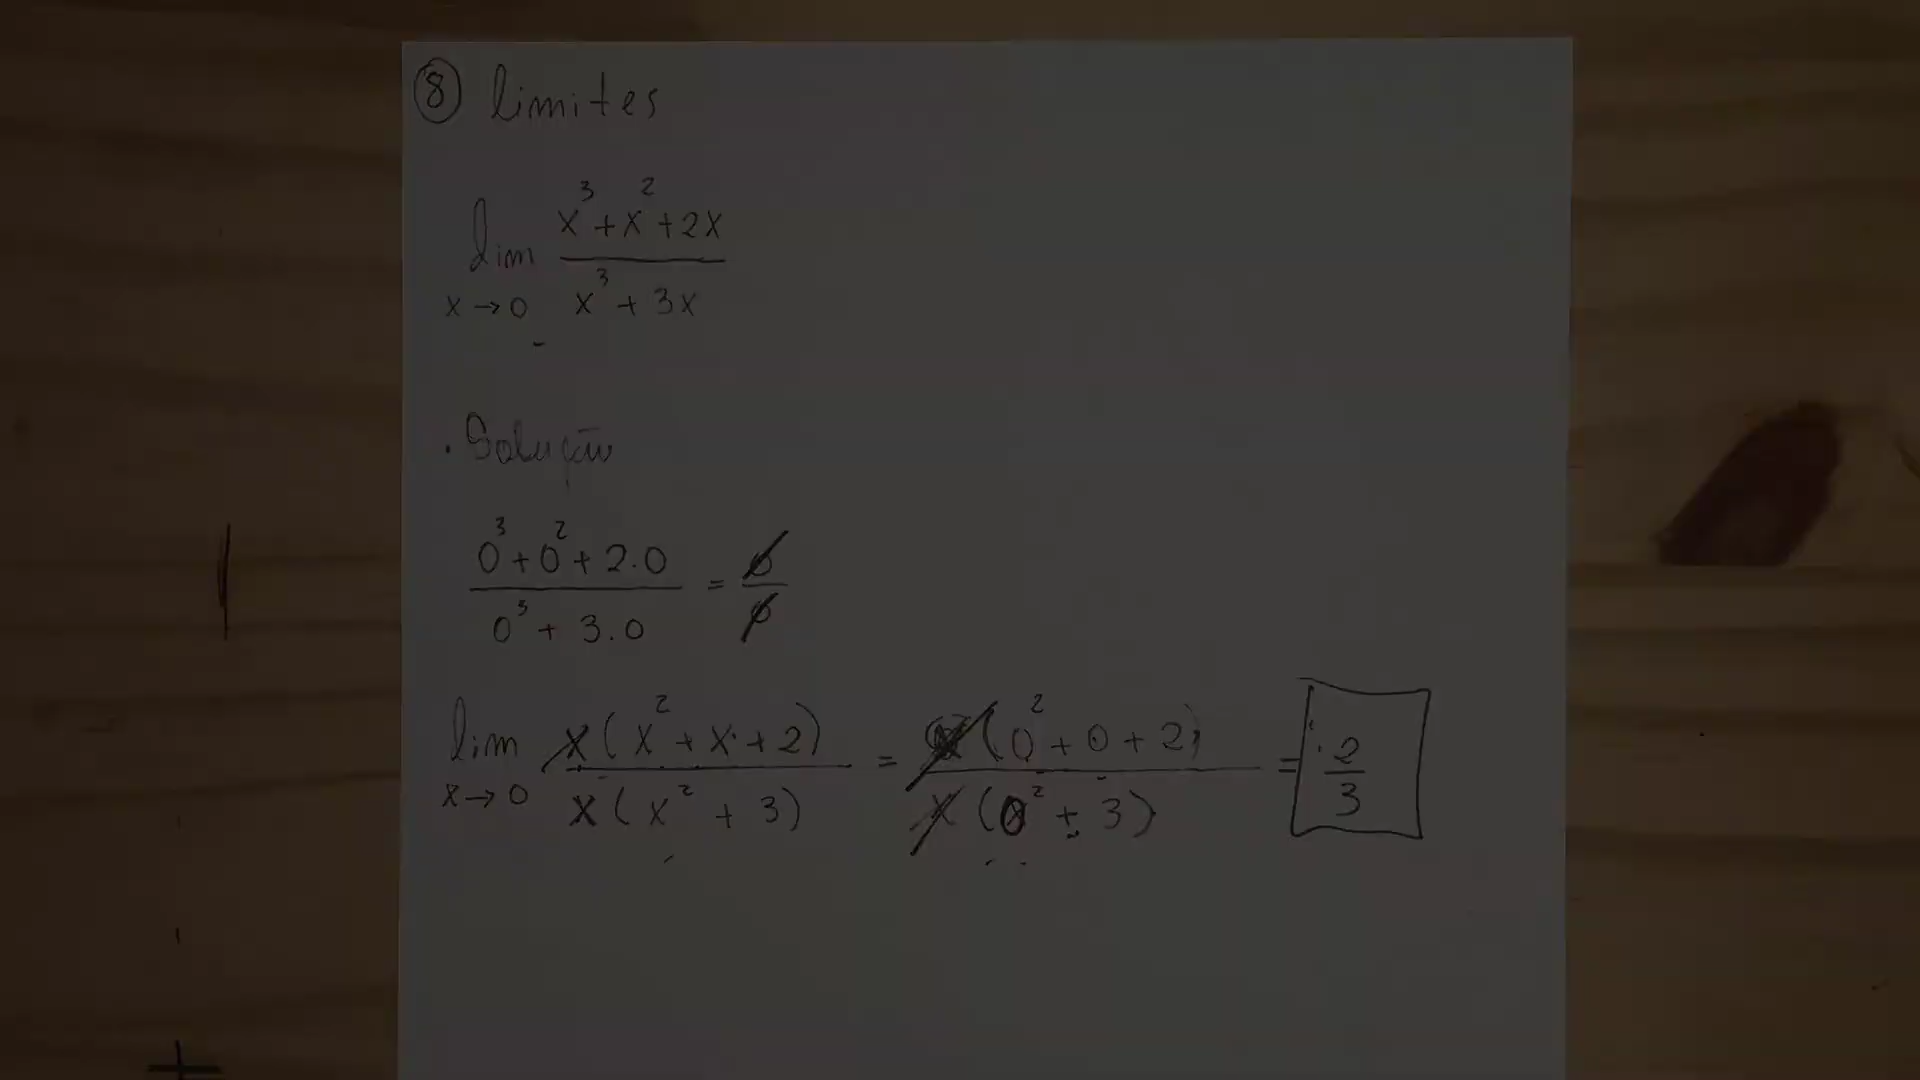 8 limites
lim x→0 (x³+x²+2x)/(x³+3x)
. Solução
(0³+0²+2.0)/(0³+3.0) = 0/0
lim x→0 x(x²+x+2)/x(x²+3) = x(0²+0+2)/x(0²+3) = 2/3